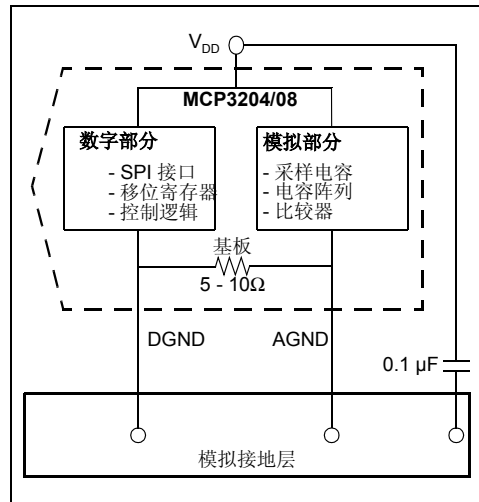 VDD
MCP3204/08
数字部分
- SPI 接口
- 移位寄存器
- 控制逻辑
模拟部分
- 采样电容
- 电容阵列
- 比较器
基板
5 - 10Ω
DGND
AGND
0.1 µF
模拟接地层